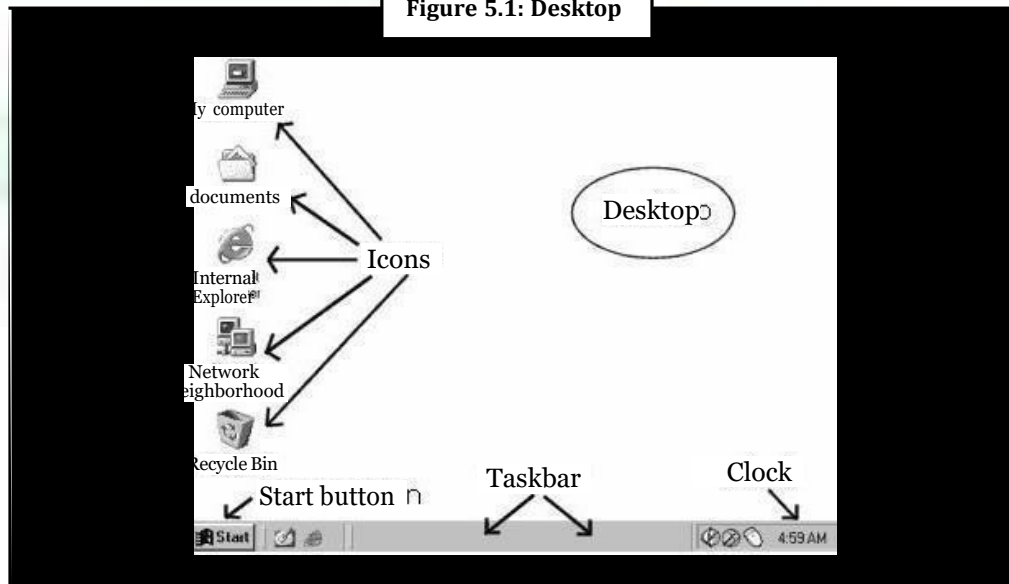 Figure 5.1: Desktop
ly computer
documents
Desktop
Icons
Internal
Explorer
Network
eighborhood
Recycle Bin
Start button n
Taskbar
Clock
Start
4:59 AM